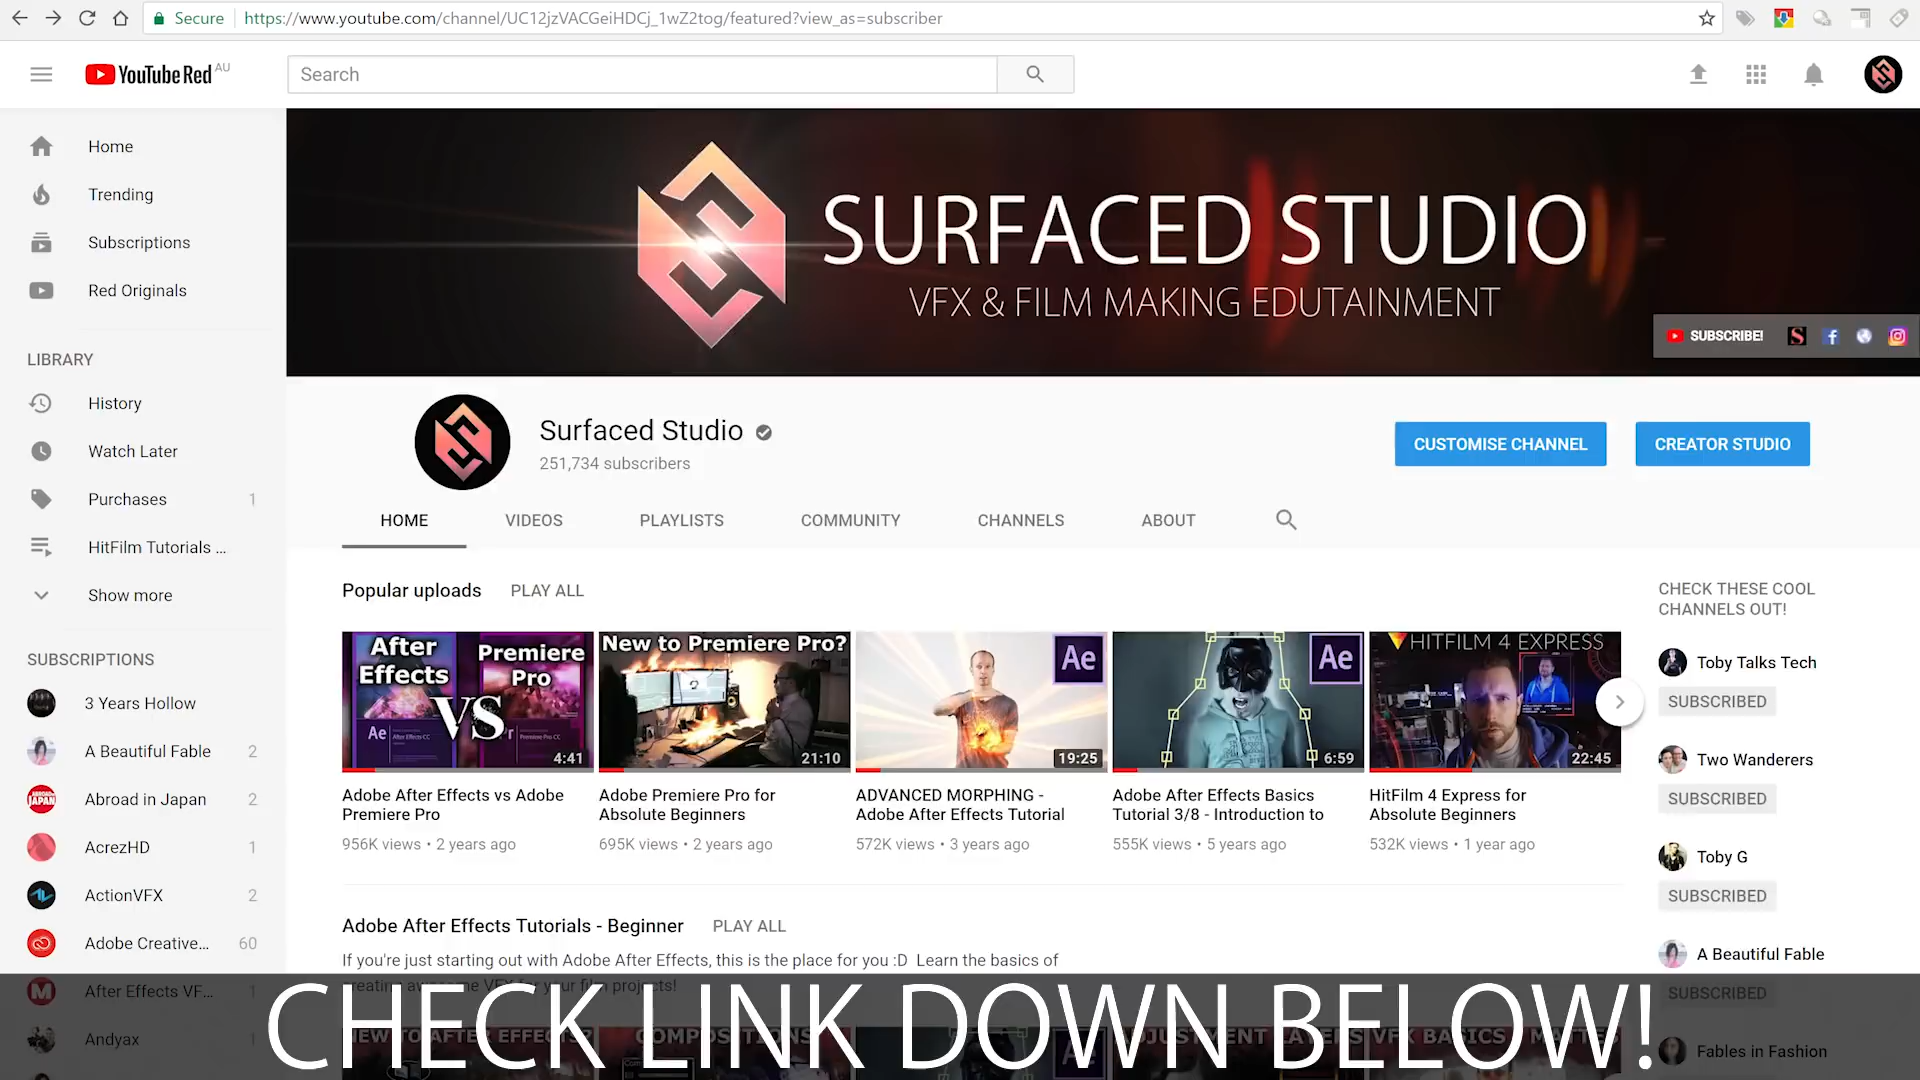 Secure https://www.youtube.com/channel/UC12jzVACGeiHDCj_1wZ2tog/featured?view_as=subscriber
YouTube Red AU
Search
Home
Trending
Subscriptions
Red Originals
LIBRARY
History
Watch Later
Purchases 1
HitFilm Tutorials ...
Show more
SUBSCRIPTIONS
3 Years Hollow
A Beautiful Fable 2
Abroad in Japan 2
AcrezHD 1
ActionVFX 2
Adobe Creative... 60
After Effects VF... 1
Andyax 1
SURFACED STUDIO
VFX & FILM MAKING EDUTAINMENT
SUBSCRIBE!
Surfaced Studio
251,734 subscribers
CUSTOMISE CHANNEL
CREATOR STUDIO
HOME VIDEOS PLAYLISTS COMMUNITY CHANNELS ABOUT
Popular uploads PLAY ALL
After Effects
VS
Premiere Pro
Ae
4:41
Adobe After Effects vs Adobe
Premiere Pro
956K views • 2 years ago
New to Premiere Pro?
21:10
Adobe Premiere Pro for
Absolute Beginners
695K views • 2 years ago
Ae
19:25
ADVANCED MORPHING -
Adobe After Effects Tutorial
572K views • 3 years ago
Ae
6:59
Adobe After Effects Basics
Tutorial 3/8 - Introduction to
555K views • 5 years ago
HITFILM 4 EXPRESS
22:45
HitFilm 4 Express for
Absolute Beginners
532K views • 1 year ago
Adobe After Effects Tutorials - Beginner PLAY ALL
If you're just starting out with Adobe After Effects, this is the place for you :D Learn the basics of
creating awesome VFX for your film projects!
CHECK THESE COOL
CHANNELS OUT!
Toby Talks Tech
SUBSCRIBED
Two Wanderers
SUBSCRIBED
Toby G
SUBSCRIBED
A Beautiful Fable
SUBSCRIBED
Fables in Fashion
CHECK LINK DOWN BELOW!